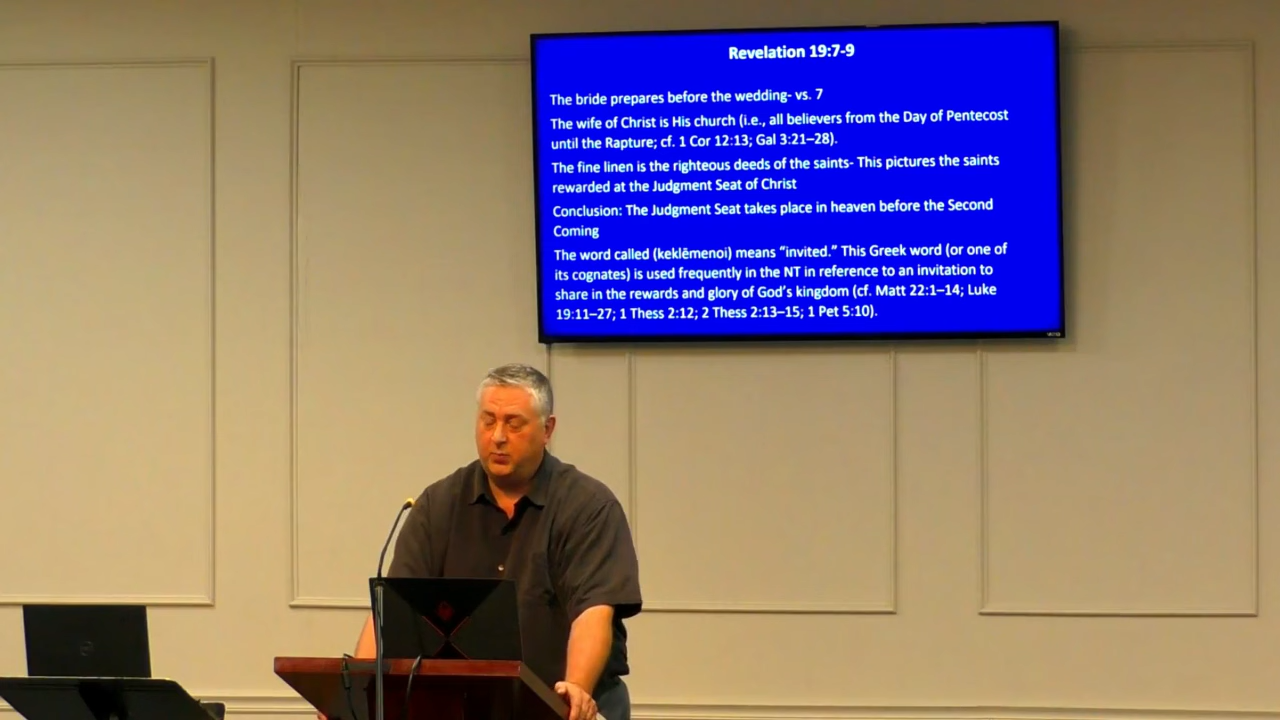 Revelation 19:7-9
The bride prepares before the wedding- vs. 7
The wife of Christ is His church (i.e., all believers from the Day of Pentecost
until the Rapture; cf. 1 Cor 12:13; Gal 3:21–28).
The fine linen is the righteous deeds of the saints- This pictures the saints
rewarded at the Judgment Seat of Christ
Conclusion: The Judgment Seat takes place in heaven before the Second
Coming
The word called (keklēmenoi) means “invited.” This Greek word (or one of
its cognates) is used frequently in the NT in reference to an invitation to
share in the rewards and glory of God’s kingdom (cf. Matt 22:1–14; Luke
19:11–27; 1 Thess 2:12; 2 Thess 2:13–15; 1 Pet 5:10).